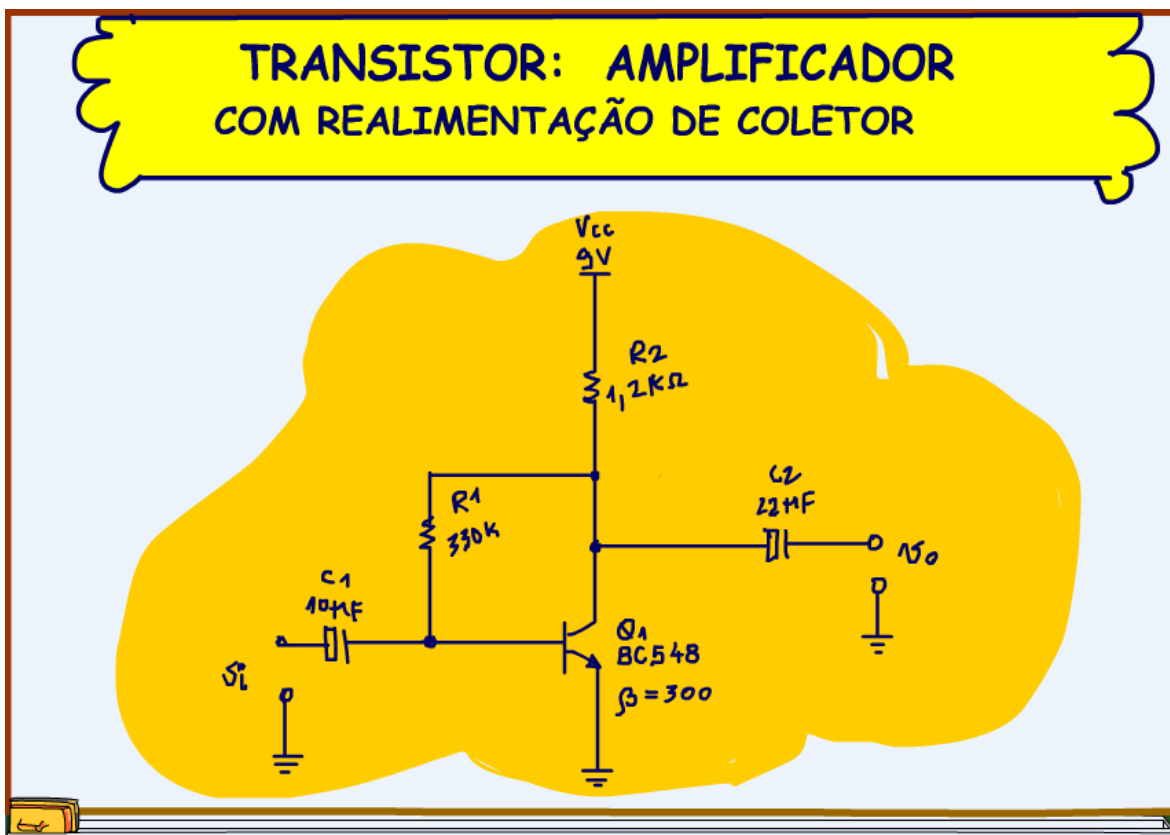 TRANSISTOR: AMPLIFICADOR
COM REALIMENTAÇÃO DE COLETOR
Vcc
9V
R2
1,2KΩ
R1
330K
C2
22µF
vo
C1
10µF
vi
Q1
BC548
β=300